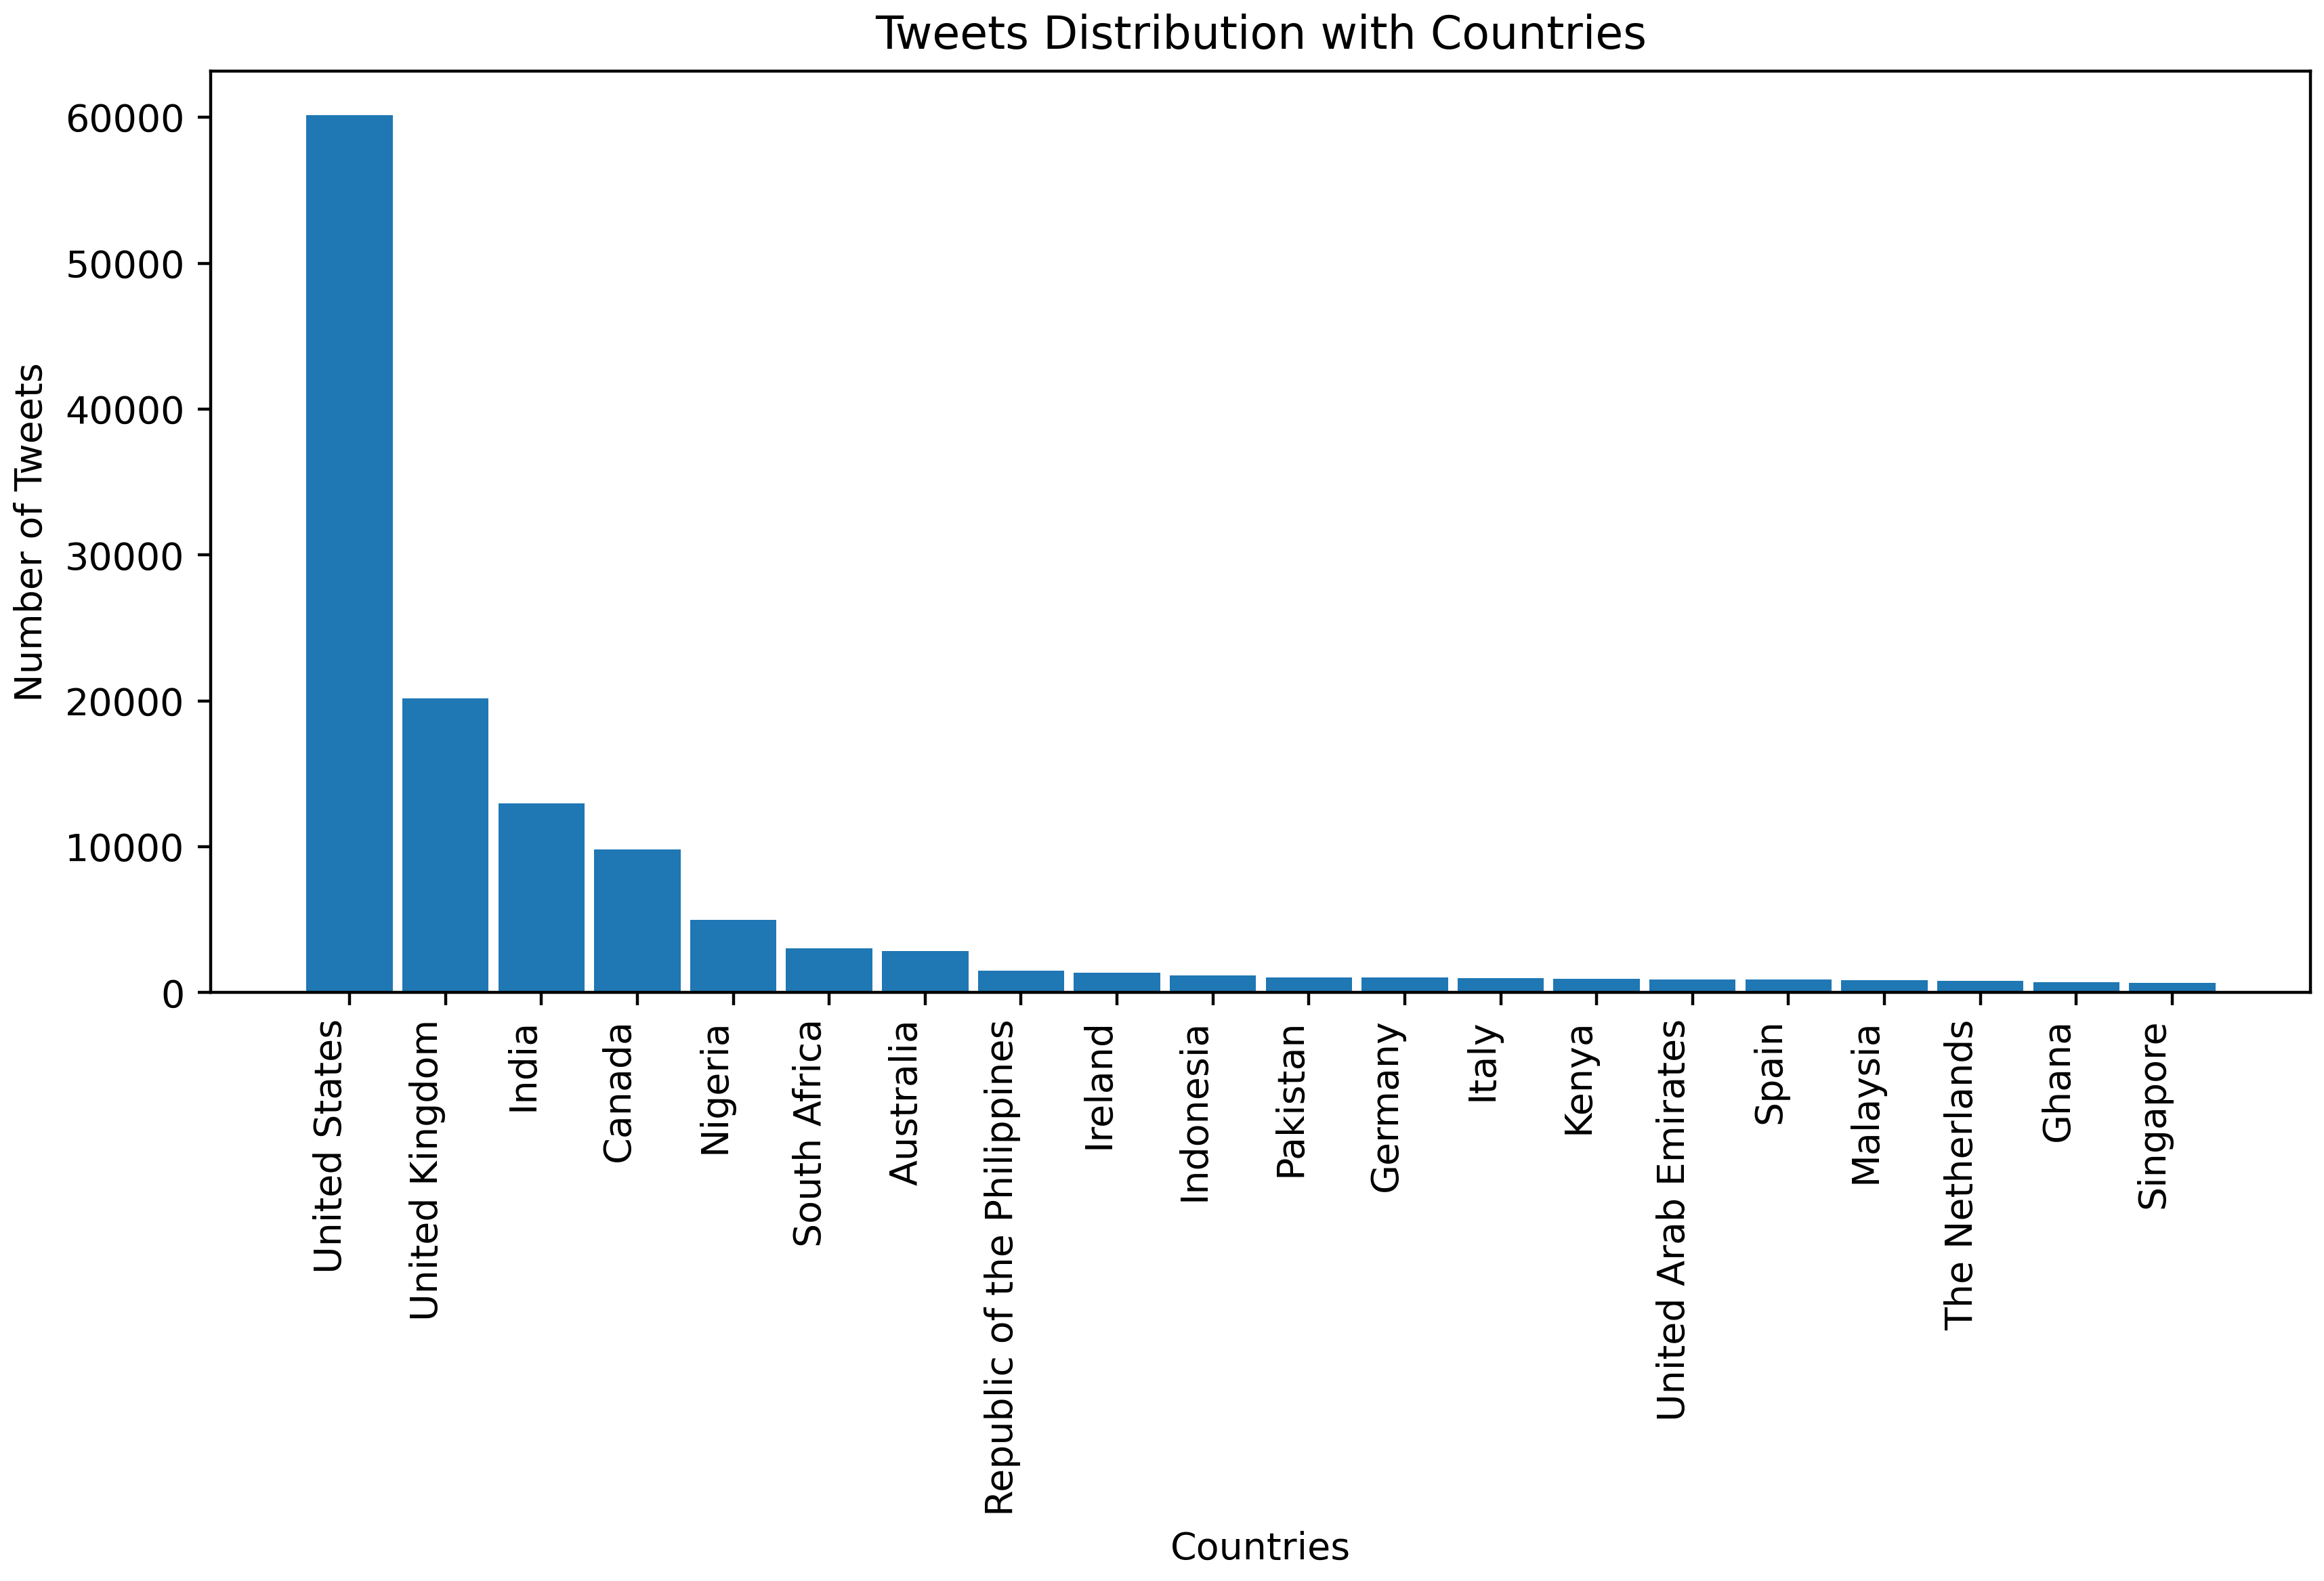 Tweets Distribution with Countries
Number of Tweets
60000
50000
40000
30000
20000
10000
0
United States
United Kingdom
India
Canada
Nigeria
South Africa
Australia
Republic of the Philippines
Ireland
Indonesia
Pakistan
Germany
Italy
Kenya
United Arab Emirates
Spain
Malaysia
The Netherlands
Ghana
Singapore
Countries